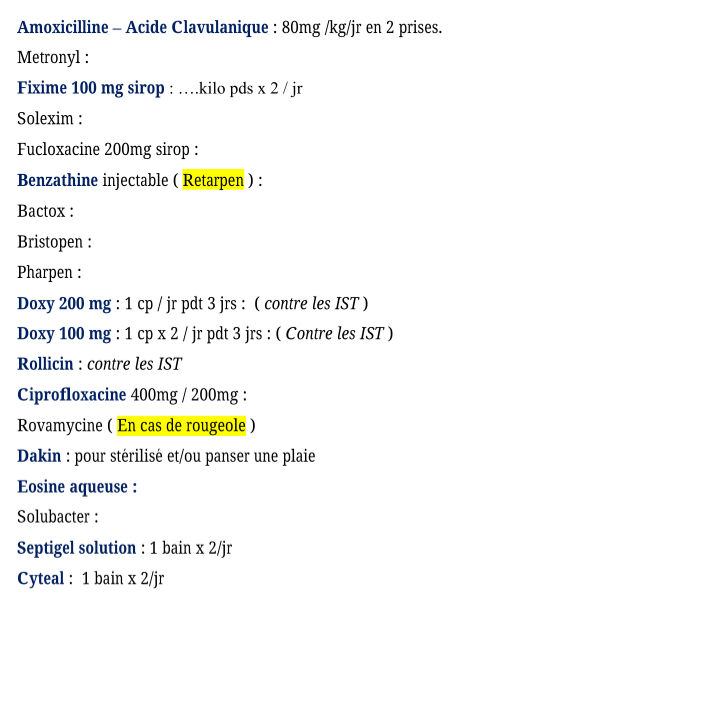 Amoxicilline – Acide Clavulanique : 80mg /kg/jr en 2 prises.
Metronyl :
Fixime 100 mg sirop : ….kilo pds x 2 / jr
Solexim :
Fucloxacine 200mg sirop :
Benzathine injectable ( Retarpen ) :
Bactox :
Bristopen :
Pharpen :
Doxy 200 mg : 1 cp / jr pdt 3 jrs : ( contre les IST )
Doxy 100 mg : 1 cp x 2 / jr pdt 3 jrs : ( Contre les IST )
Rollicin : contre les IST
Ciprofloxacine 400mg / 200mg :
Rovamycine ( En cas de rougeole )
Dakin : pour stérilisé et/ou panser une plaie
Eosine aqueuse :
Solubacter :
Septigel solution : 1 bain x 2/jr
Cyteal : 1 bain x 2/jr